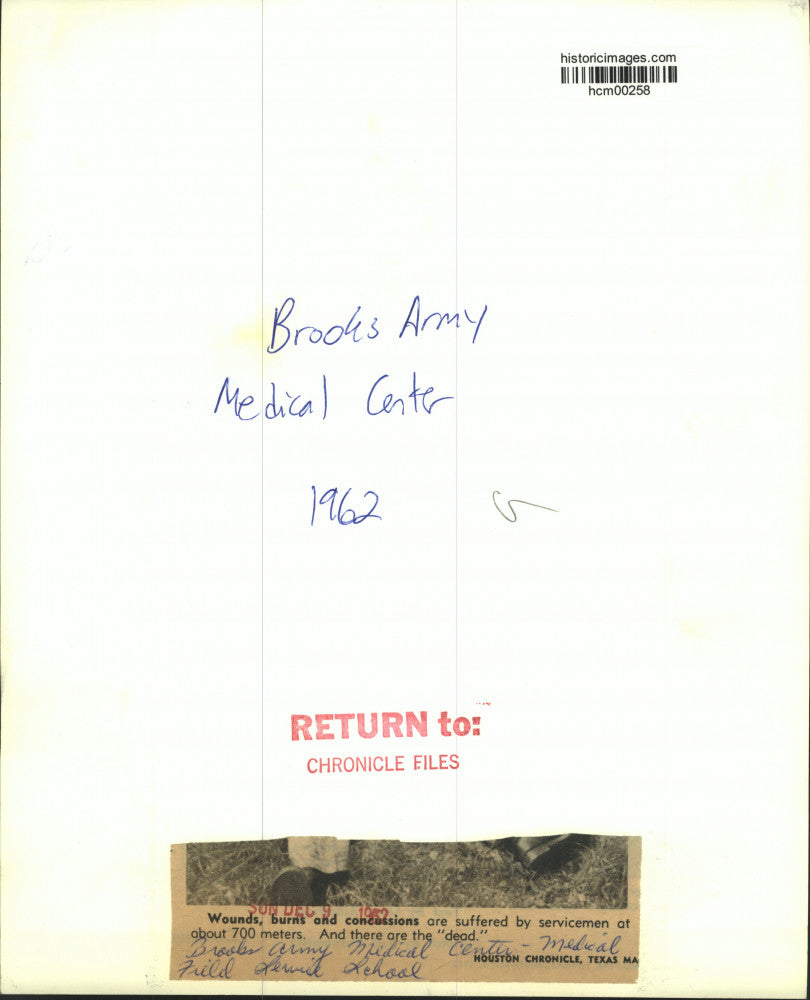 historicimages.com
hcm00258
Brooks Army
Medical Center
1962
RETURN to:
CHRONICLE FILES
SUN DEC 9 1962
Wounds, burns and concussions are suffered by servicemen at
about 700 meters. And there are the "dead."
Brooks Army Medical Center - Medical
HOUSTON CHRONICLE, TEXAS MA
Field Service School